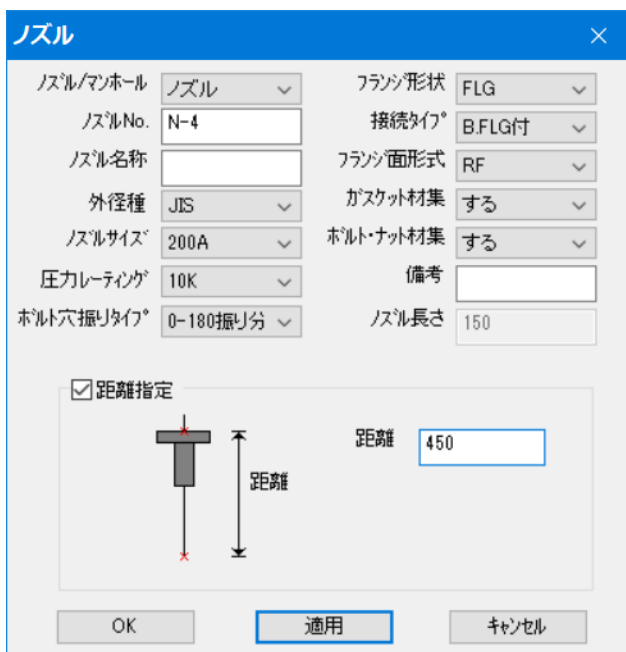 ノズル
ノズル/マンホール ノズル
ノズルNo. N-4
ノズル名称
外径種 JIS
ノズルサイズ 200A
圧力レーティング 10K
ボルト穴振りタイプ 0-180振り分
フランジ形状 FLG
接続タイプ B.FLG付
フランジ面形式 RF
ガスケット材集 する
ボルト・ナット材集 する
備考
ノズル長さ 150
距離指定
距離
距離 450
OK 適用 キャンセル